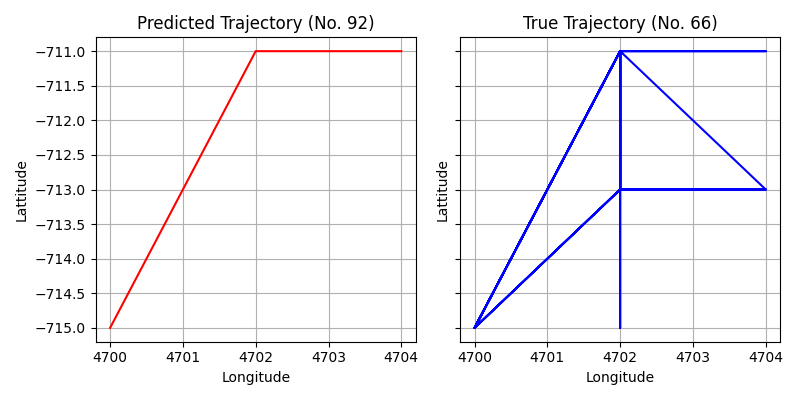 Predicted Trajectory (No. 92)
True Trajectory (No. 66)
Lattitude
−711.0
−711.5
−712.0
−712.5
−713.0
−713.5
−714.0
−714.5
−715.0
4700 4701 4702 4703 4704
Longitude
Lattitude
4700 4701 4702 4703 4704
Longitude